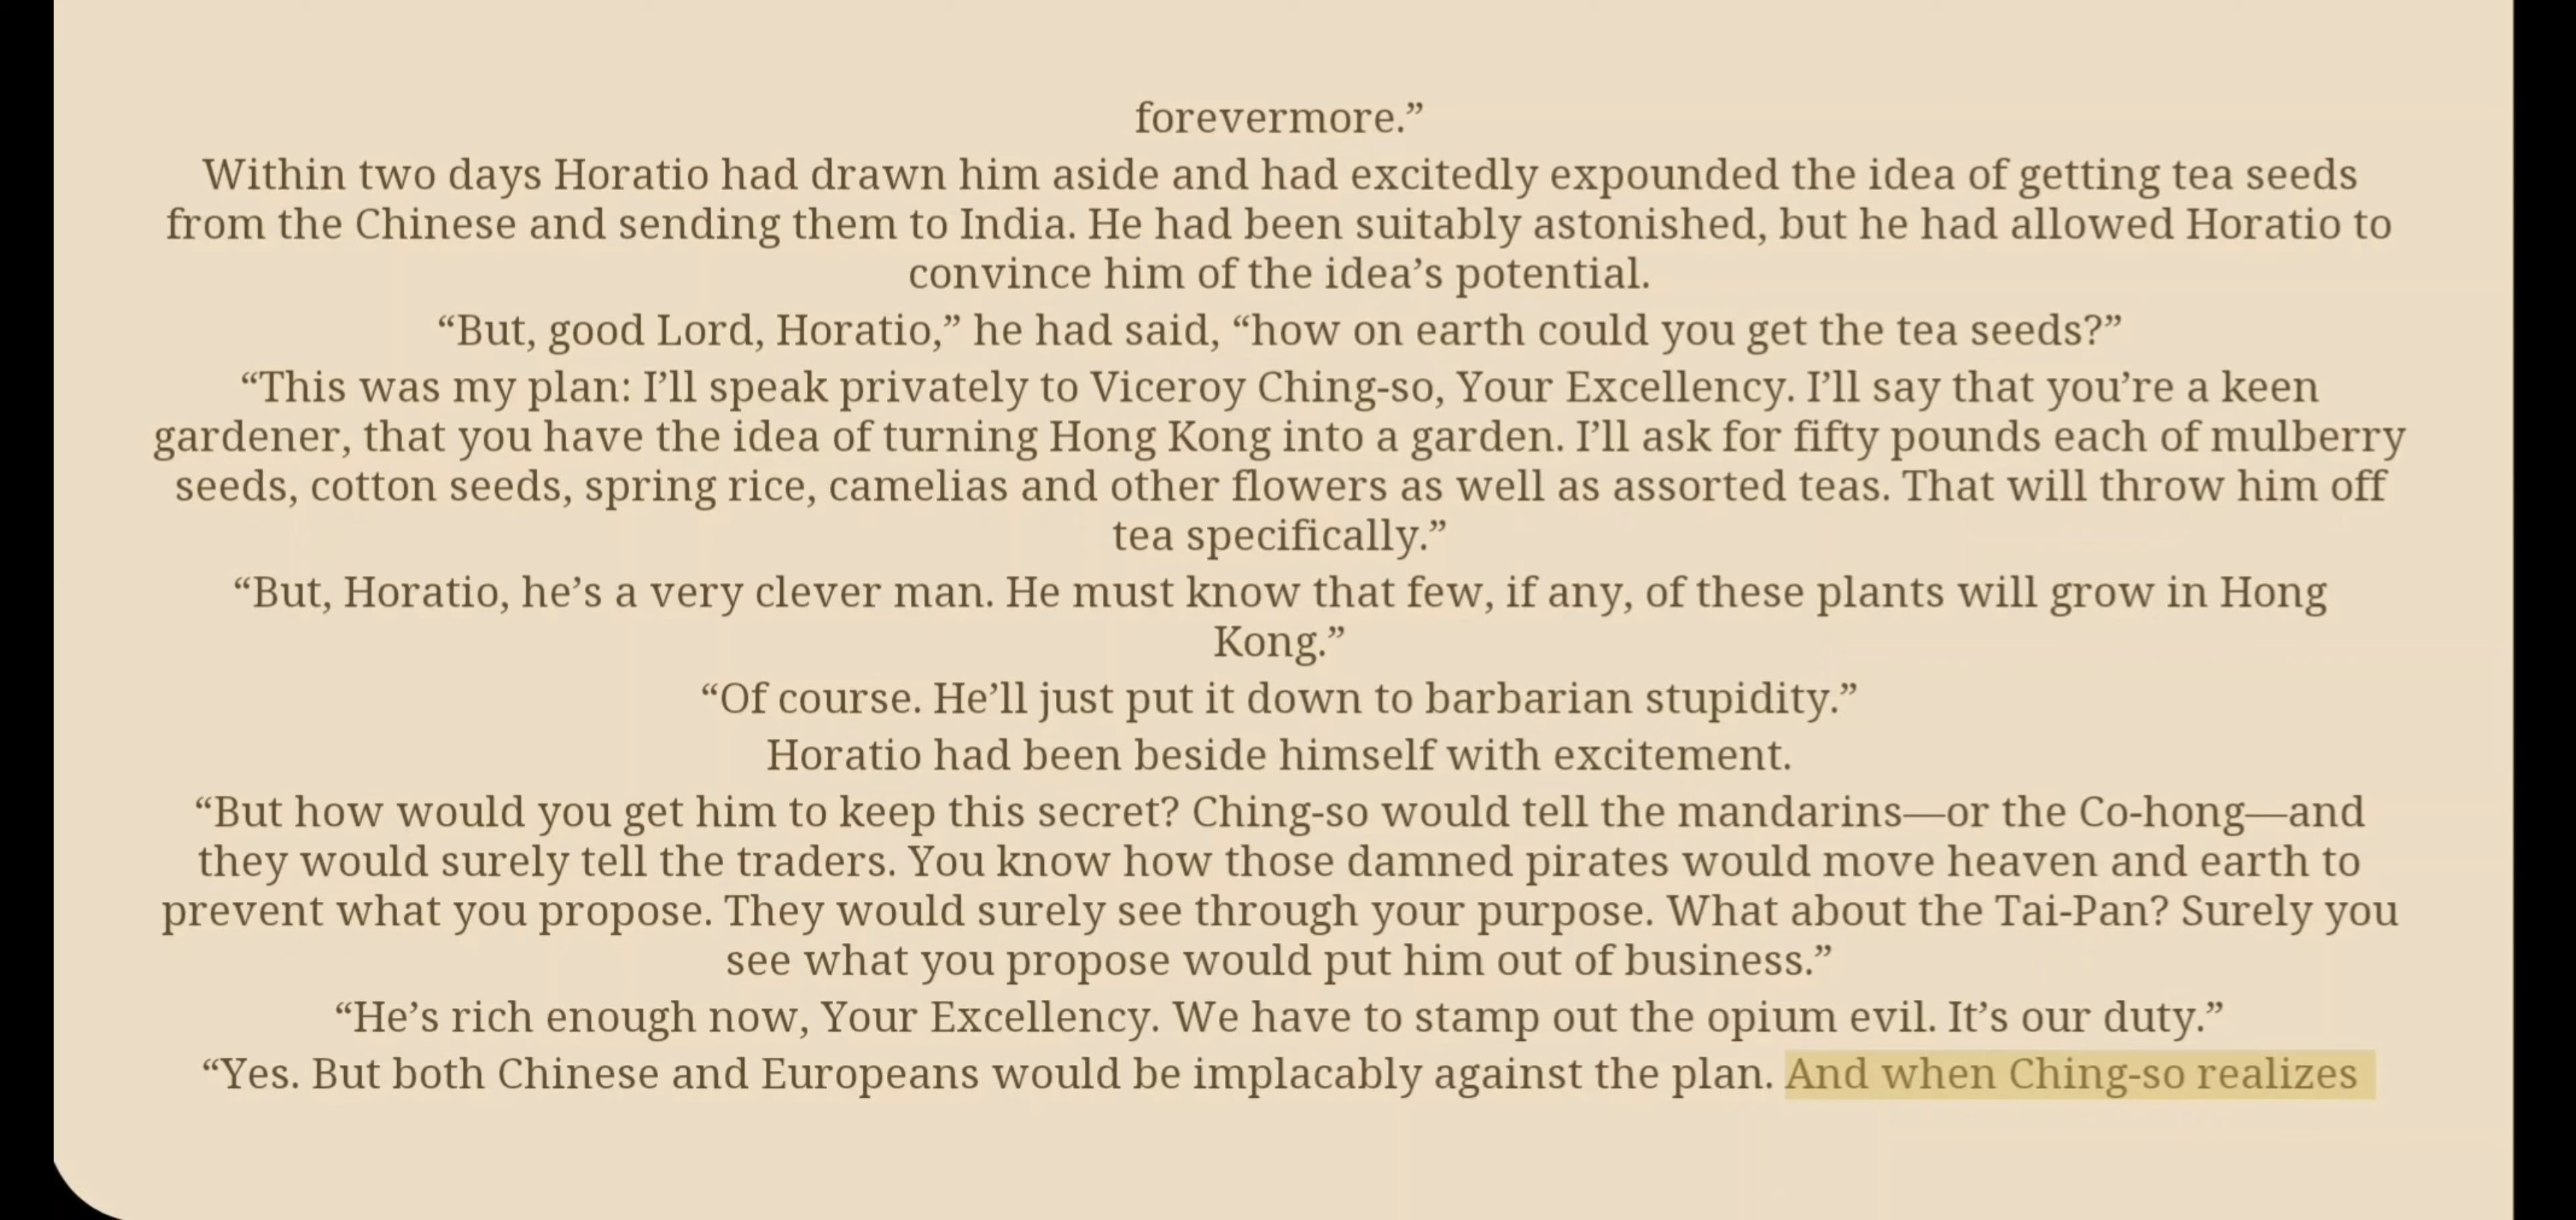 forevermore.”
Within two days Horatio had drawn him aside and had excitedly expounded the idea of getting tea seeds
from the Chinese and sending them to India. He had been suitably astonished, but he had allowed Horatio to
convince him of the idea’s potential.
“But, good Lord, Horatio,” he had said, “how on earth could you get the tea seeds?”
“This was my plan: I’ll speak privately to Viceroy Ching-so, Your Excellency. I’ll say that you’re a keen
gardener, that you have the idea of turning Hong Kong into a garden. I’ll ask for fifty pounds each of mulberry
seeds, cotton seeds, spring rice, camelias and other flowers as well as assorted teas. That will throw him off
tea specifically.”
“But, Horatio, he’s a very clever man. He must know that few, if any, of these plants will grow in Hong
Kong.”
“Of course. He’ll just put it down to barbarian stupidity.”
Horatio had been beside himself with excitement.
“But how would you get him to keep this secret? Ching-so would tell the mandarins—or the Co-hong—and
they would surely tell the traders. You know how those damned pirates would move heaven and earth to
prevent what you propose. They would surely see through your purpose. What about the Tai-Pan? Surely you
see what you propose would put him out of business.”
“He’s rich enough now, Your Excellency. We have to stamp out the opium evil. It’s our duty.”
“Yes. But both Chinese and Europeans would be implacably against the plan. And when Ching-so realizes